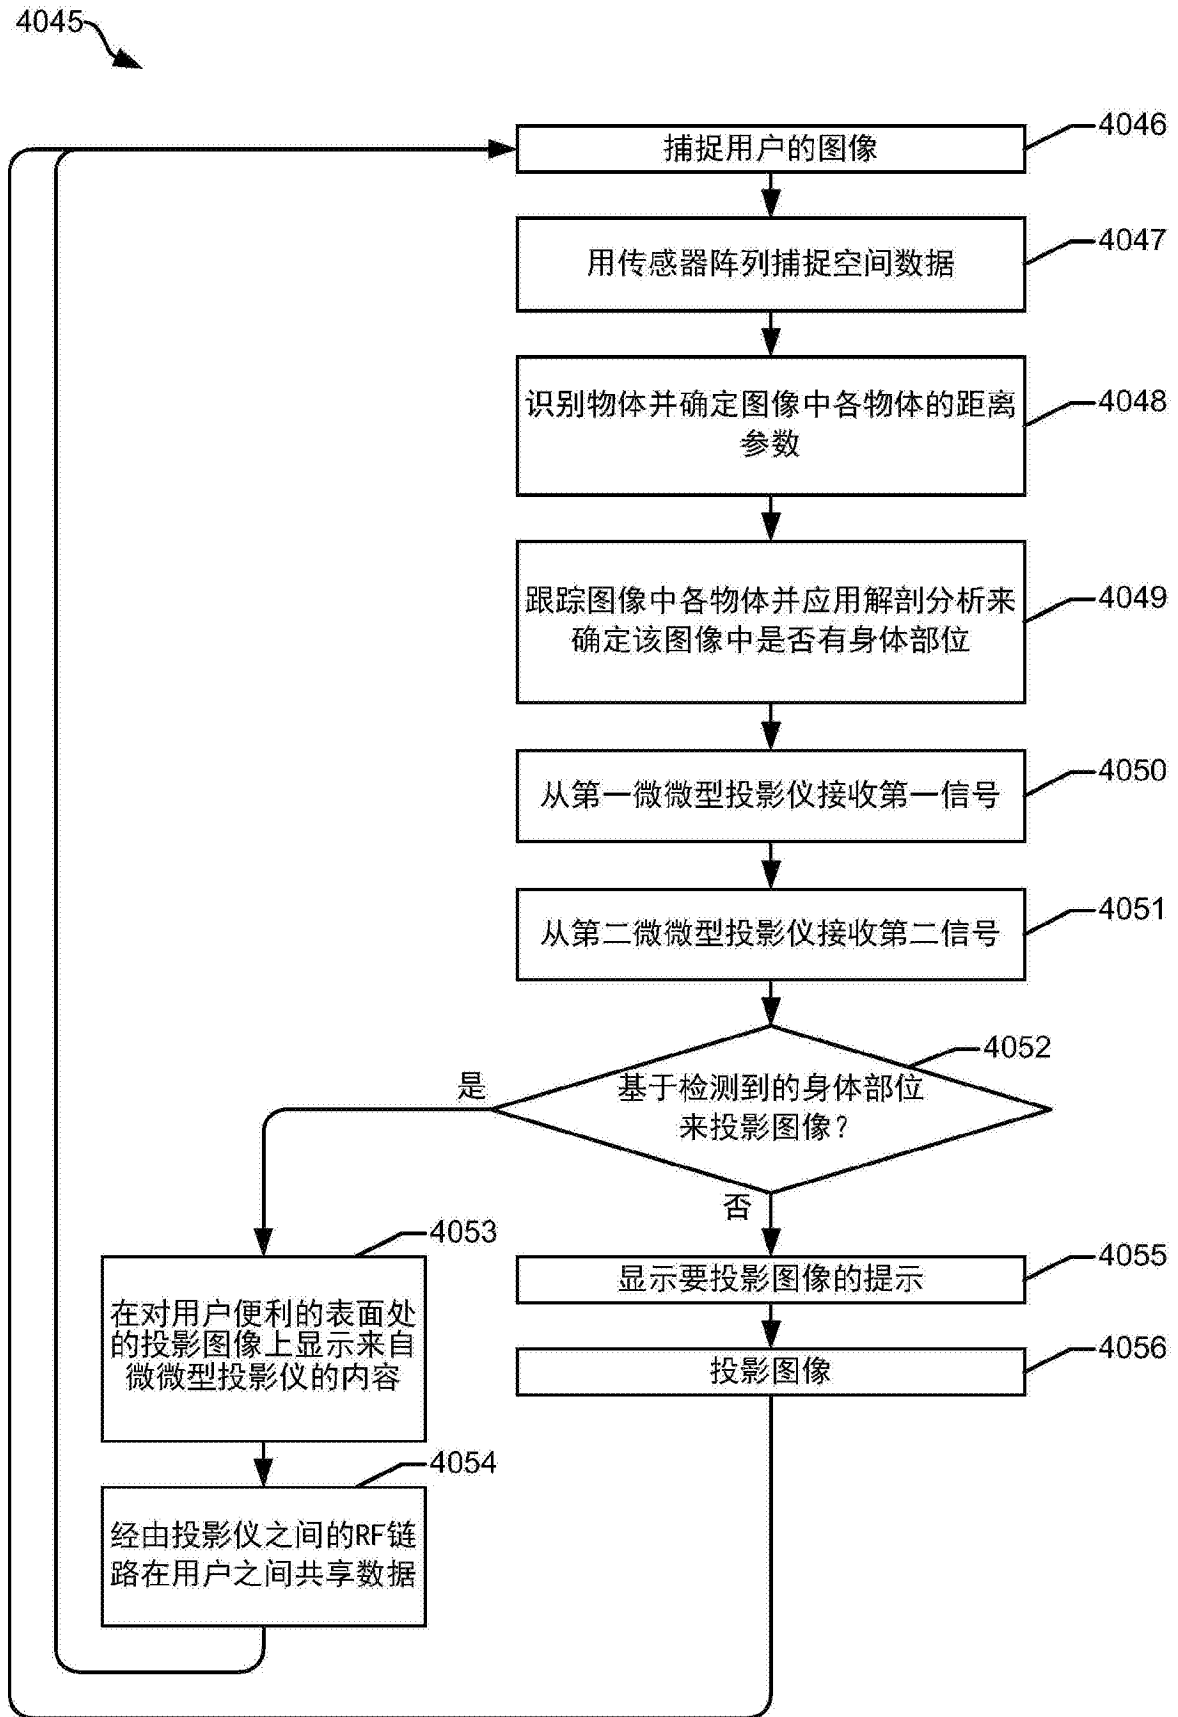 4045
捕捉用户的图像
4046
用传感器阵列捕捉空间数据
4047
识别物体并确定图像中各物体的距离
参数
4048
跟踪图像中各物体并应用解剖分析来
确定该图像中是否有身体部位
4049
从第一微微型投影仪接收第一信号
4050
从第二微微型投影仪接收第二信号
4051
基于检测到的身体部位
来投影图像?
4052
是
否
4053
在对用户便利的表面处
的投影图像上显示来自
微微型投影仪的内容
4054
经由投影仪之间的RF链
路在用户之间共享数据
显示要投影图像的提示
4055
投影图像
4056